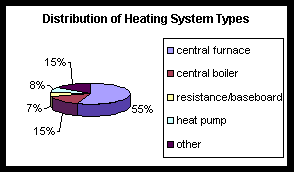 Distribution of Heating System Types
15%
8%
7%
15%
55%
central furnace
central boiler
resistance/baseboard
heat pump
other